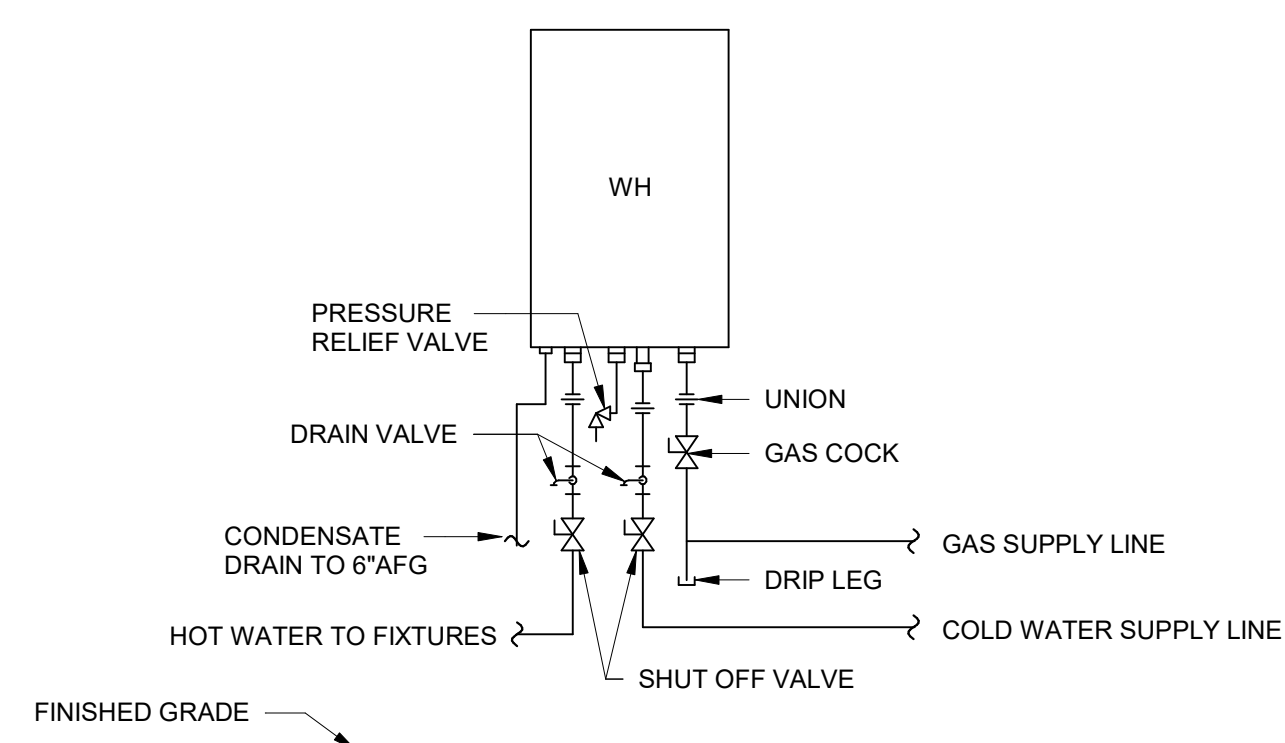 WH
PRESSURE
RELIEF VALVE
UNION
DRAIN VALVE
GAS COCK
CONDENSATE
DRAIN TO 6"AFG
GAS SUPPLY LINE
DRIP LEG
HOT WATER TO FIXTURES
COLD WATER SUPPLY LINE
SHUT OFF VALVE
FINISHED GRADE